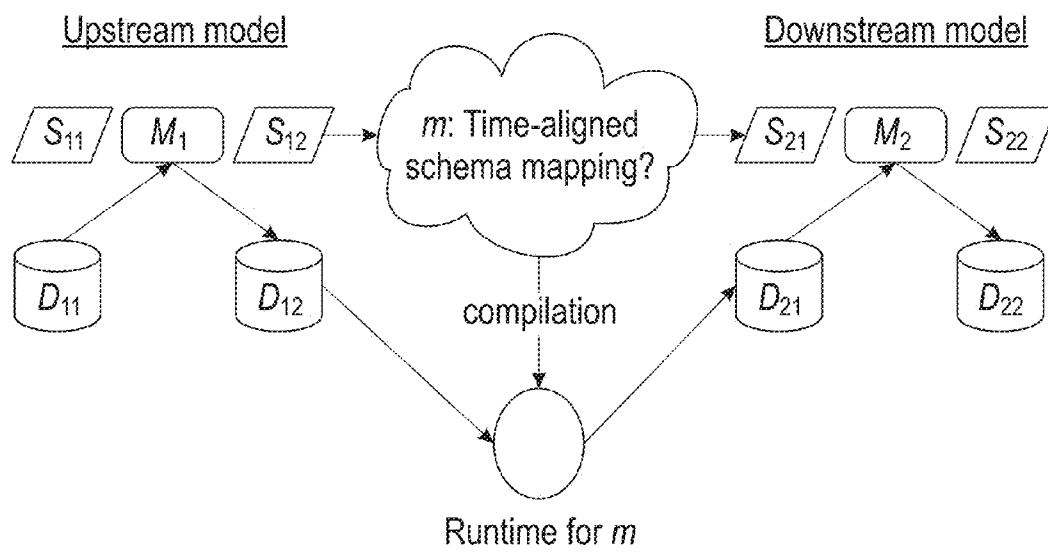 Upstream model
Downstream model
S11 M1 S12
m: Time-aligned
schema mapping?
S21 M2 S22
D11 D12
compilation
D21 D22
Runtime for m